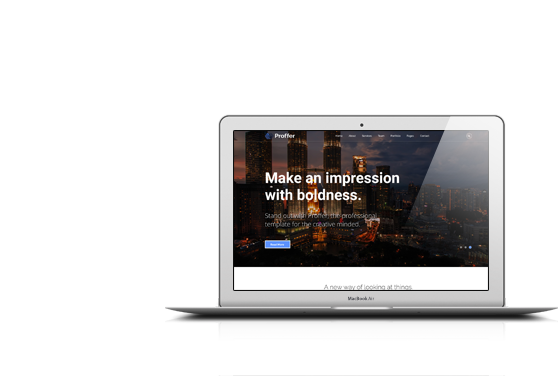 Proffer
Home About Services Team Portfolio Pages Contact
Make an impression
with boldness.
Stand out with Proffer, the professional
template for the creative minded.
Read More
A new way of looking at things.
MacBook Air